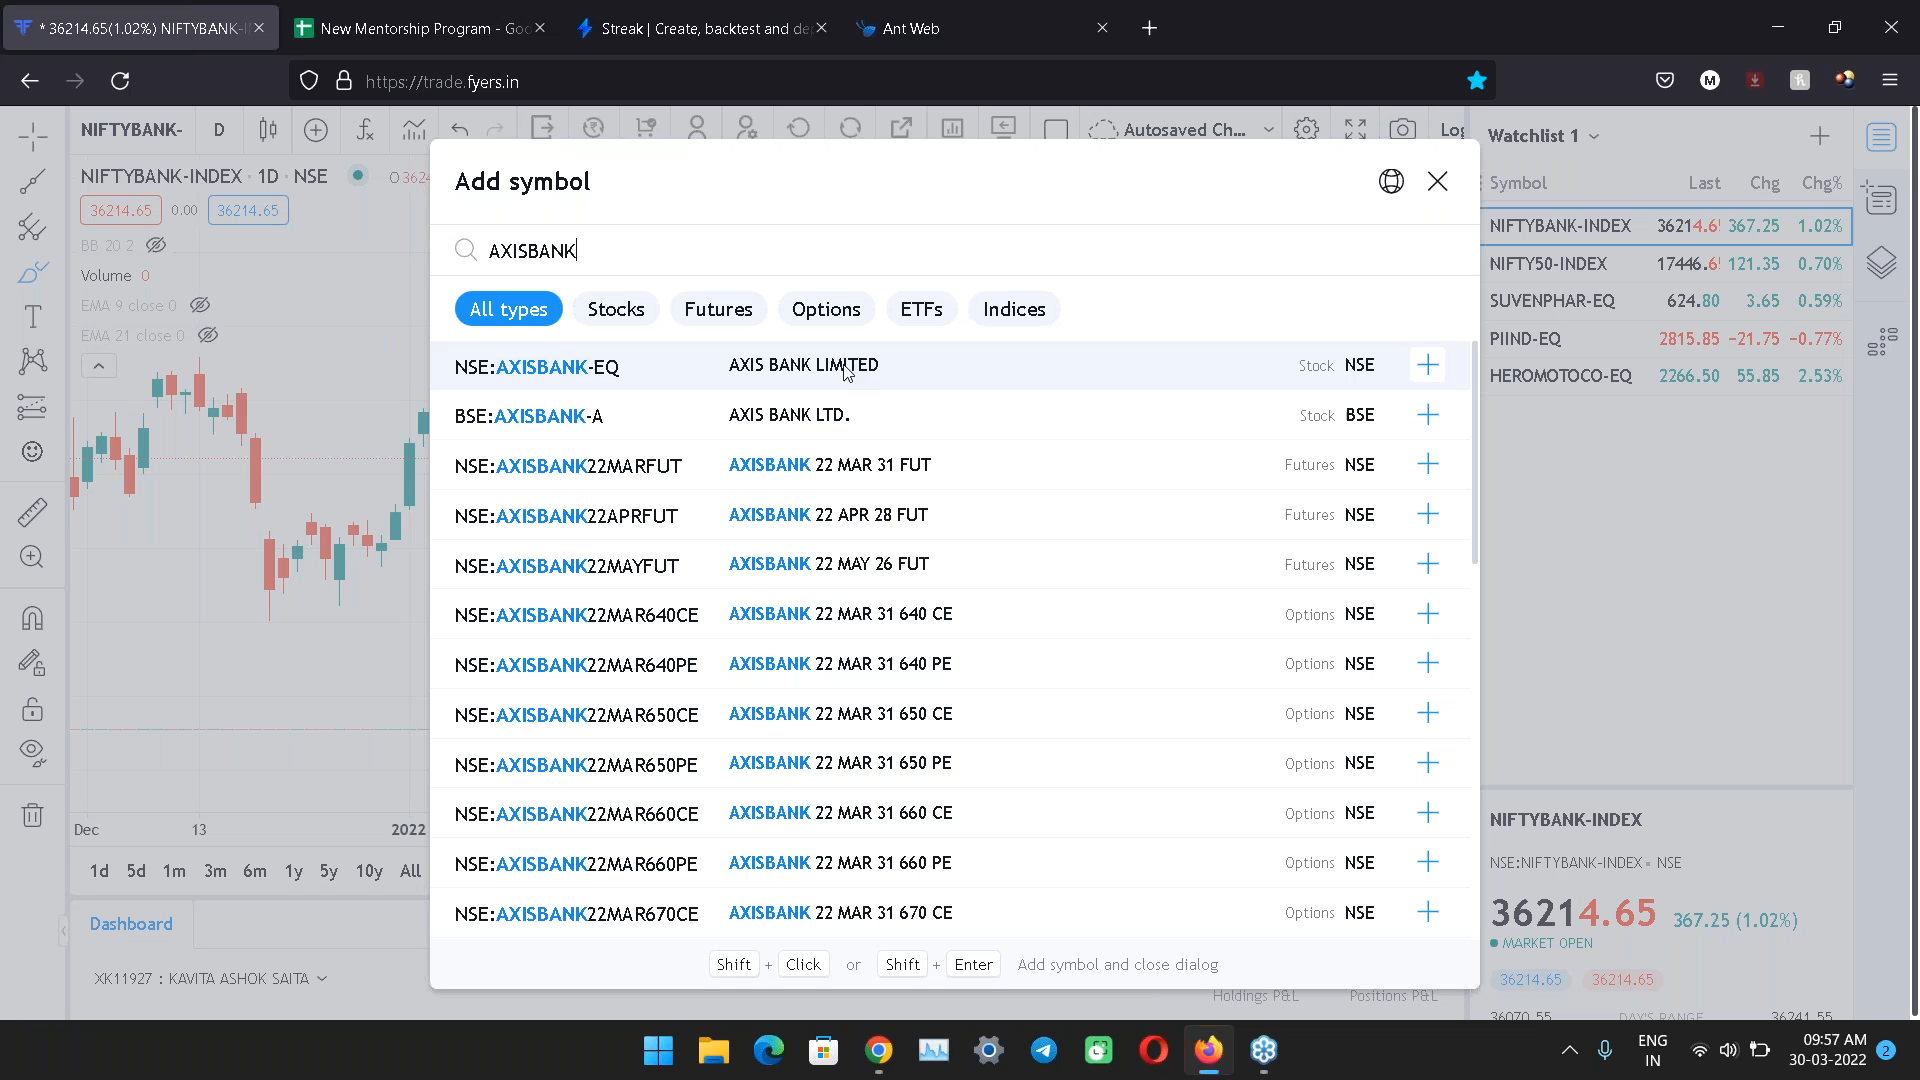 * 36214.65(1.02%) NIFTYBANK-I
New Mentorship Program - Goo
Streak | Create, backtest and de
Ant Web
https://trade.fyers.in
NIFTYBANK- D
Autosaved Ch...
Log
Watchlist 1
NIFTYBANK-INDEX · 1D · NSE
O 3624
36214.65 0.00 36214.65
BB 20 2
Volume 0
EMA 9 close 0
EMA 21 close 0
Dec 13 2022
1d 5d 1m 3m 6m 1y 5y 10y All
Dashboard
XK11927 : KAVITA ASHOK SAITA
Add symbol
AXISBANK
All types Stocks Futures Options ETFs Indices
NSE:AXISBANK-EQ AXIS BANK LIMITED Stock NSE
BSE:AXISBANK-A AXIS BANK LTD. Stock BSE
NSE:AXISBANK22MARFUT AXISBANK 22 MAR 31 FUT Futures NSE
NSE:AXISBANK22APRFUT AXISBANK 22 APR 28 FUT Futures NSE
NSE:AXISBANK22MAYFUT AXISBANK 22 MAY 26 FUT Futures NSE
NSE:AXISBANK22MAR640CE AXISBANK 22 MAR 31 640 CE Options NSE
NSE:AXISBANK22MAR640PE AXISBANK 22 MAR 31 640 PE Options NSE
NSE:AXISBANK22MAR650CE AXISBANK 22 MAR 31 650 CE Options NSE
NSE:AXISBANK22MAR650PE AXISBANK 22 MAR 31 650 PE Options NSE
NSE:AXISBANK22MAR660CE AXISBANK 22 MAR 31 660 CE Options NSE
NSE:AXISBANK22MAR660PE AXISBANK 22 MAR 31 660 PE Options NSE
NSE:AXISBANK22MAR670CE AXISBANK 22 MAR 31 670 CE Options NSE
Shift + Click or Shift + Enter Add symbol and close dialog
Holdings P&L Positions P&L
Symbol Last Chg Chg%
NIFTYBANK-INDEX 36214.6 367.25 1.02%
NIFTY50-INDEX 17446.6 121.35 0.70%
SUVENPHAR-EQ 624.80 3.65 0.59%
PIIND-EQ 2815.85 −21.75 −0.77%
HEROMOTOCO-EQ 2266.50 55.85 2.53%
NIFTYBANK-INDEX
NSE:NIFTYBANK-INDEX • NSE
36214.65 367.25 (1.02%)
MARKET OPEN
36214.65 36214.65
36070.55 DAY'S RANGE 36241.55
ENG
IN
09:57 AM
30-03-2022
2